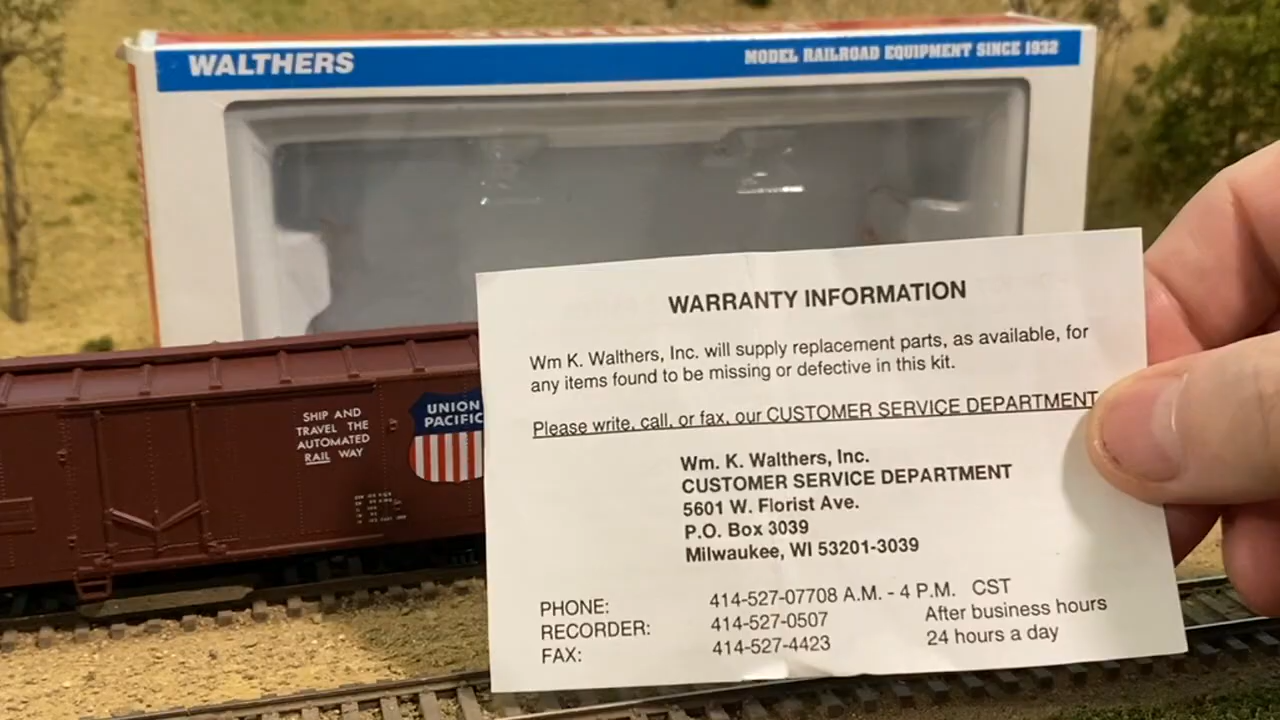 WALTHERS
MODEL RAILROAD EQUIPMENT SINCE 1932
SHIP AND
TRAVEL THE
AUTOMATED
RAIL WAY
UNION
PACIFIC
WARRANTY INFORMATION
Wm K. Walthers, Inc. will supply replacement parts, as available, for
any items found to be missing or defective in this kit.
Please write, call, or fax, our CUSTOMER SERVICE DEPARTMENT
Wm. K. Walthers, Inc.
CUSTOMER SERVICE DEPARTMENT
5601 W. Florist Ave.
P.O. Box 3039
Milwaukee, WI 53201-3039
PHONE: 414-527-07708 A.M. - 4 P.M. CST
RECORDER: 414-527-0507 After business hours
FAX: 414-527-4423 24 hours a day